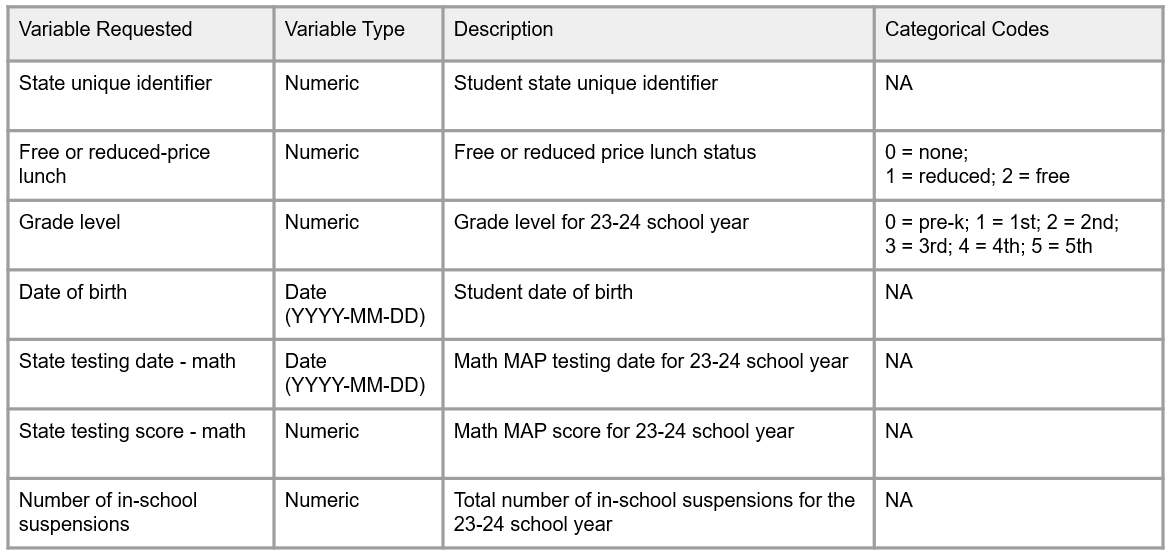 Variable Requested
Variable Type
Description
Categorical Codes
State unique identifier
Numeric
Student state unique identifier
NA
Free or reduced-price
lunch
Numeric
Free or reduced price lunch status
0 = none;
1 = reduced; 2 = free
Grade level
Numeric
Grade level for 23-24 school year
0 = pre-k; 1 = 1st; 2 = 2nd;
3 = 3rd; 4 = 4th; 5 = 5th
Date of birth
Date
(YYYY-MM-DD)
Student date of birth
NA
State testing date - math
Date
(YYYY-MM-DD)
Math MAP testing date for 23-24 school year
NA
State testing score - math
Numeric
Math MAP score for 23-24 school year
NA
Number of in-school
suspensions
Numeric
Total number of in-school suspensions for the
23-24 school year
NA